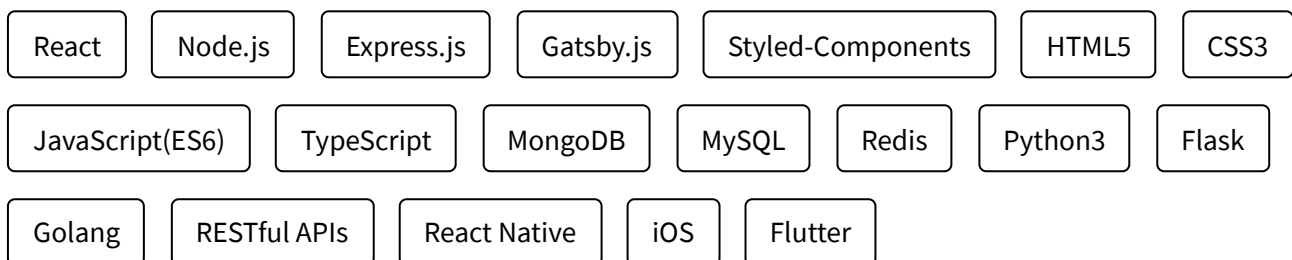 React Node.js Express.js Gatsby.js Styled-Components HTML5 CSS3
JavaScript(ES6) TypeScript MongoDB MySQL Redis Python3 Flask
Golang RESTful APIs React Native iOS Flutter